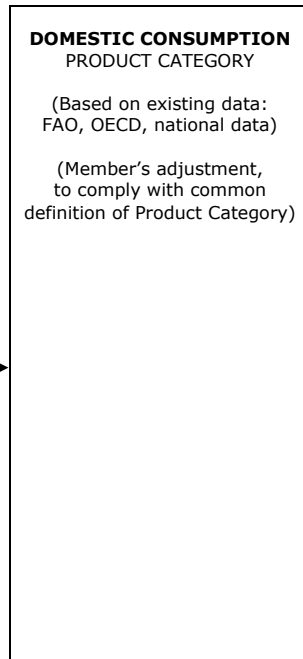 DOMESTIC CONSUMPTION
PRODUCT CATEGORY
(Based on existing data:
FAO, OECD, national data)
(Member’s adjustment,
to comply with common
definition of Product Category)